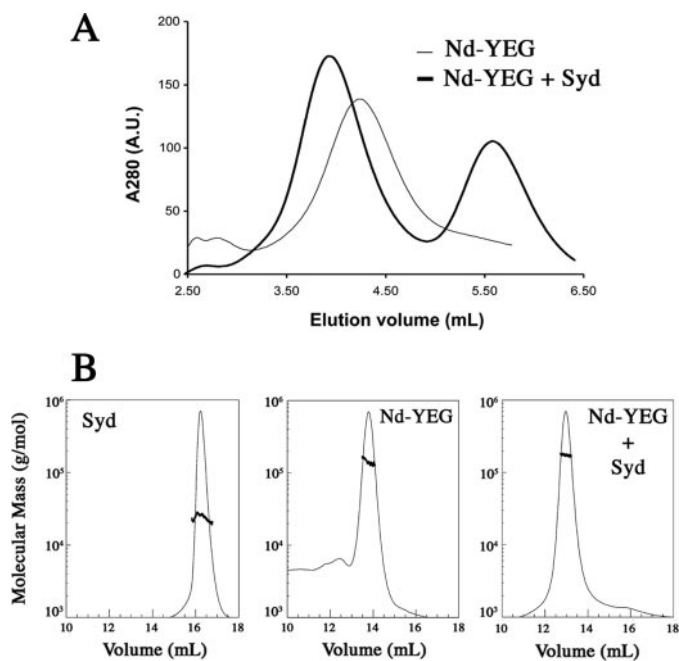 A
200
150
100
50
0
A280 (A.U.)
Nd-YEG
Nd-YEG + Syd
2.50 3.50 4.50 5.50 6.50
Elution volume (mL)
B
Molecular Mass (g/mol)
10⁶
10⁵
10⁴
10³
Syd
10 12 14 16 18
Volume (mL)
10⁶
10⁵
10⁴
10³
Nd-YEG
10 12 14 16 18
Volume (mL)
10⁶
10⁵
10⁴
10³
Nd-YEG
+
Syd
10 12 14 16 18
Volume (mL)